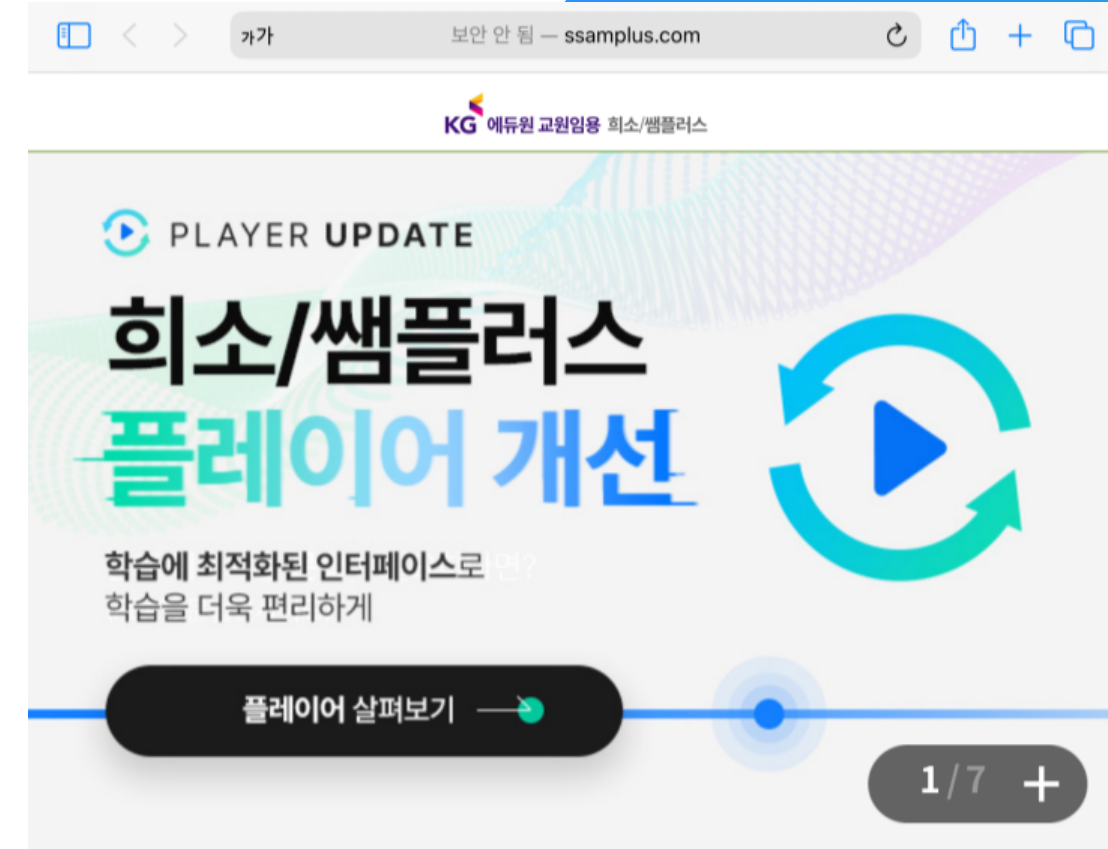 가가 보안 안 됨 — ssamplus.com
KG 에듀원 교원임용 희소/쌤플러스
PLAYER UPDATE
희소/쌤플러스
플레이어 개선
학습에 최적화된 인터페이스로
학습을 더욱 편리하게
플레이어 살펴보기
1/7 +